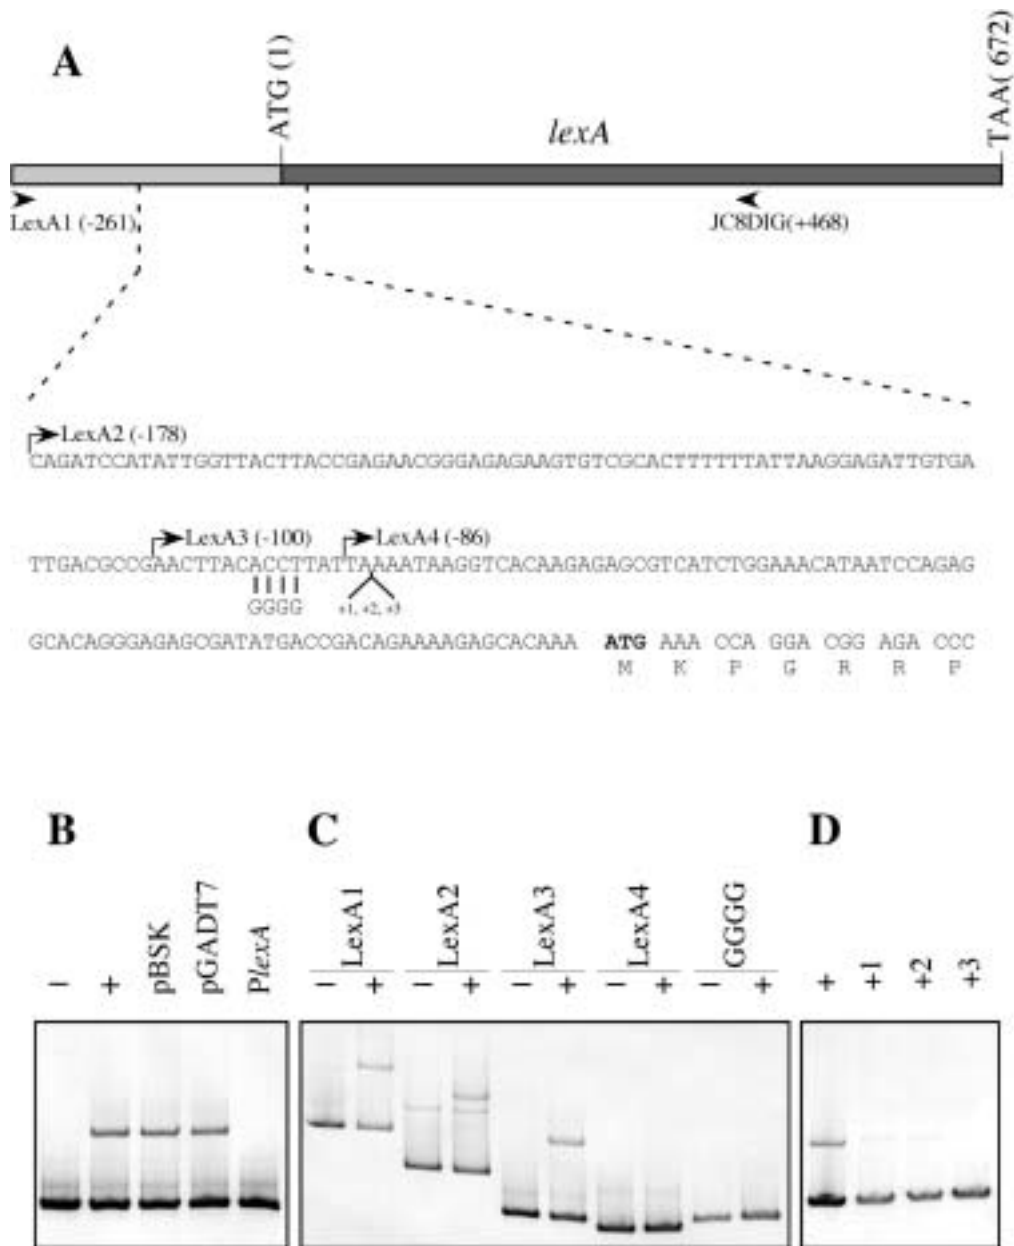 A
ATG (1)
TAA( 672)
lexA
LexA1 (-261)
JC8DIG(+468)
LexA2 (-178)
CAGATCCATATTGGTTACTTACCGAGAACGGGAGAGAAGTGTCGCACTTTTTTATTAAGGAGATTGTGA
LexA3 (-100)
LexA4 (-86)
TTGACGCCGAACTTACACCTTATTAAAATAAGGTCACAAGAGAGCGTCATCTGGAAACATAATCCAGAG
GGGG
+1, +2, +3
GCACAGGGAGAGCGATATGACCGACAGAAAAGAGCACAAA ATG AAA CCA GGA CGG AGA CCC
M K P G R R P
B
C
D
− + pBSK pGADT7 PlexA
LexA1 LexA2 LexA3 LexA4 GGGG
− + − + − + − + − +
+ +1 +2 +3